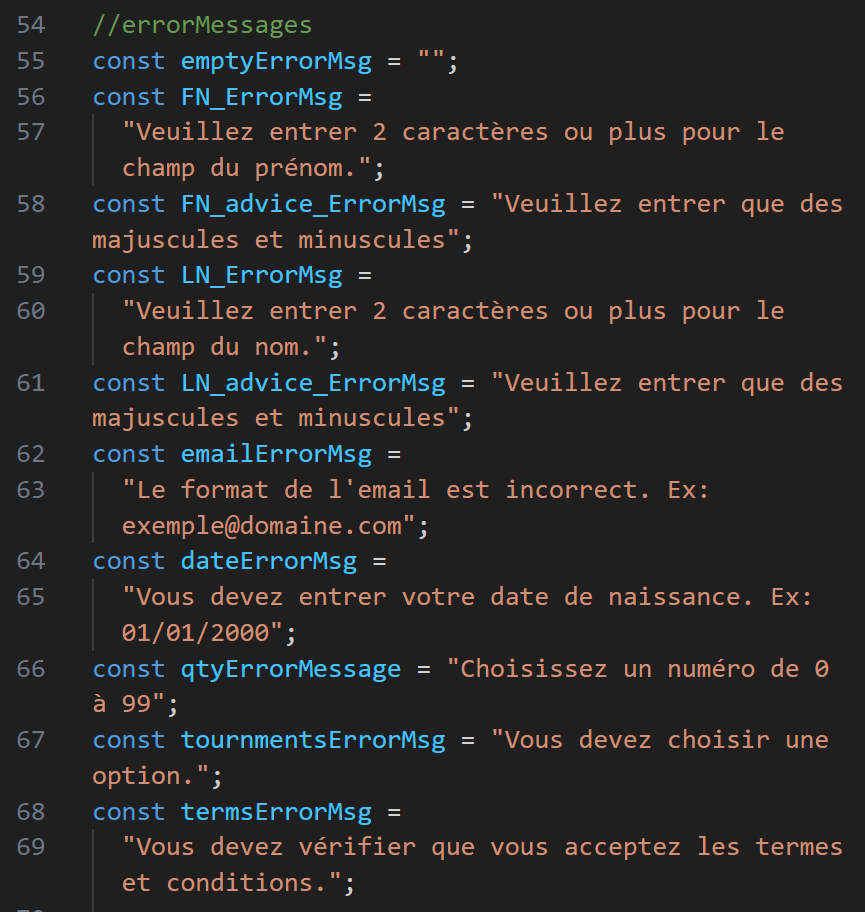 54 //errorMessages
55 const emptyErrorMsg = "";
56 const FN_ErrorMsg =
57 "Veuillez entrer 2 caractères ou plus pour le
champ du prénom.";
58 const FN_advice_ErrorMsg = "Veuillez entrer que des
majuscules et minuscules";
59 const LN_ErrorMsg =
60 "Veuillez entrer 2 caractères ou plus pour le
champ du nom.";
61 const LN_advice_ErrorMsg = "Veuillez entrer que des
majuscules et minuscules";
62 const emailErrorMsg =
63 "Le format de l'email est incorrect. Ex:
exemple@domaine.com";
64 const dateErrorMsg =
65 "Vous devez entrer votre date de naissance. Ex:
01/01/2000";
66 const qtyErrorMessage = "Choisissez un numéro de 0
à 99";
67 const tournmentsErrorMsg = "Vous devez choisir une
option.";
68 const termsErrorMsg =
69 "Vous devez vérifier que vous acceptez les termes
et conditions.";